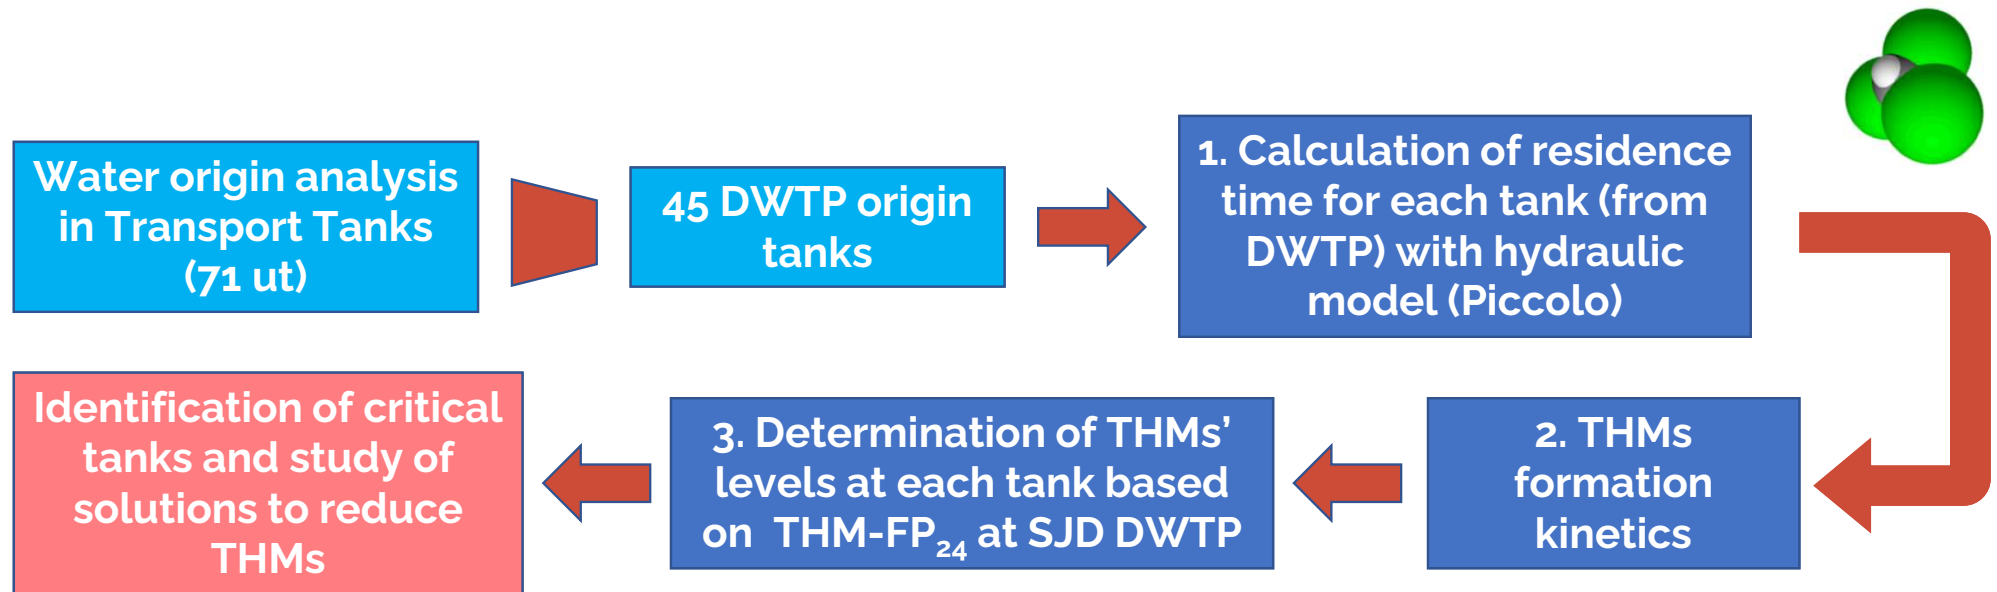 Water origin analysis
in Transport Tanks
(71 ut)
45 DWTP origin
tanks
1. Calculation of residence
time for each tank (from
DWTP) with hydraulic
model (Piccolo)
2. THMs
formation
kinetics
3. Determination of THMs’
levels at each tank based
on THM-FP₂₄ at SJD DWTP
Identification of critical
tanks and study of
solutions to reduce
THMs